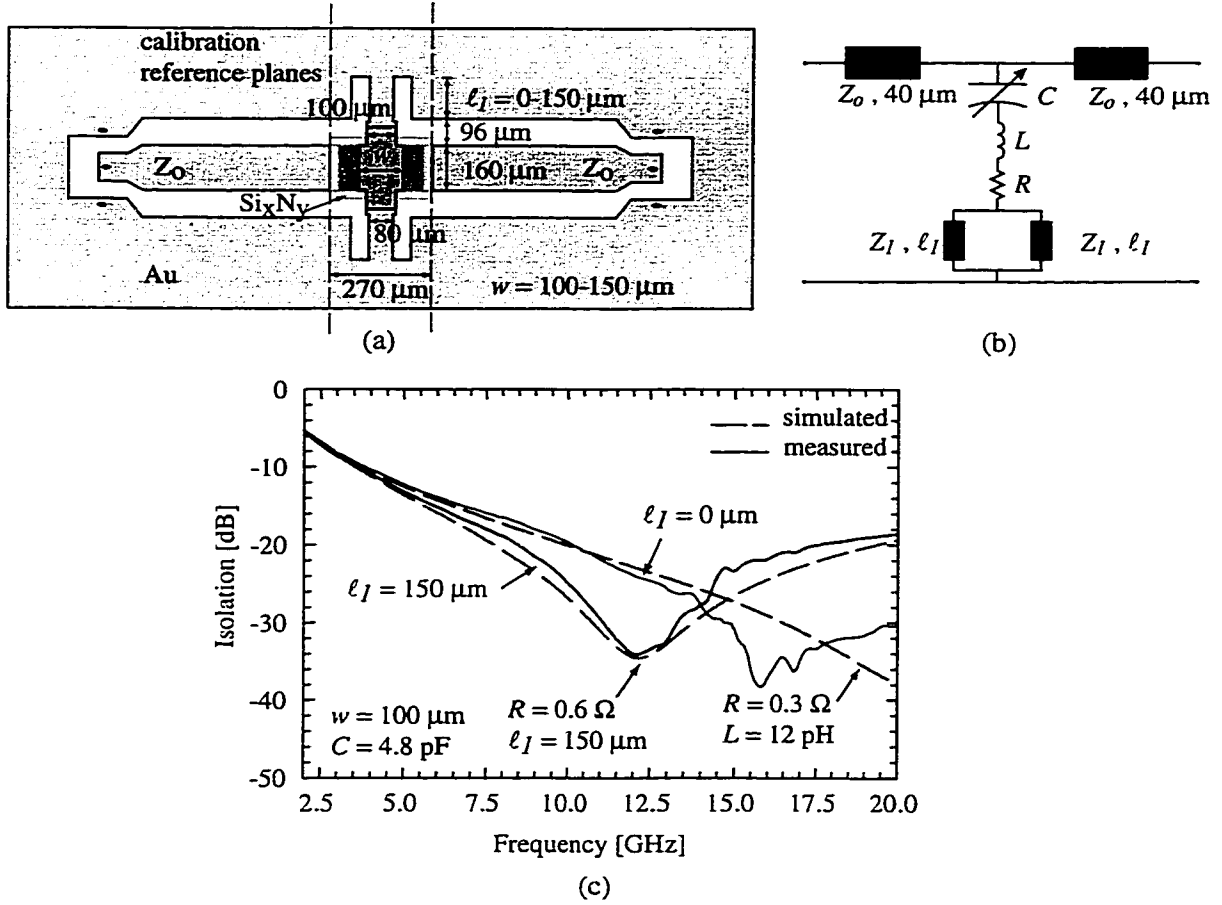 calibration
reference planes
100 μm
ℓ_I = 0-150 μm
96 μm
Z_O
160 μm
Z_O
Si_xN_y
80 μm
Au
270 μm
w = 100-150 μm
(a)
Z_o , 40 μm
C
Z_o , 40 μm
L
R
Z_I , ℓ_I
Z_I , ℓ_I
(b)
0
-10
-20
-30
-40
-50
Isolation [dB]
simulated
measured
ℓ_I = 0 μm
ℓ_I = 150 μm
w = 100 μm
C = 4.8 pF
R = 0.6 Ω
ℓ_I = 150 μm
R = 0.3 Ω
L = 12 pH
2.5 5.0 7.5 10.0 12.5 15.0 17.5 20.0
Frequency [GHz]
(c)